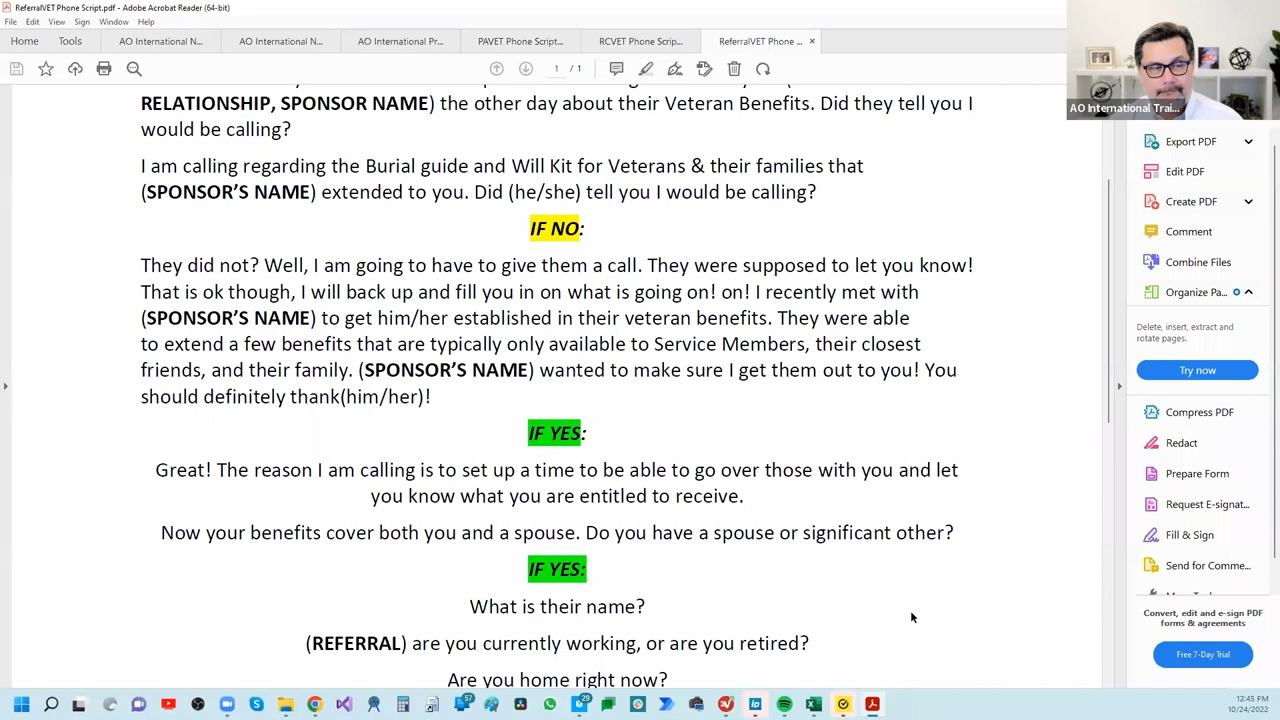 ReferralVET Phone Script.pdf - Adobe Acrobat Reader (64-bit)
File Edit View Sign Window Help
Home Tools AO International N... AO International N... AO International Pr... PAVET Phone Script... RCVET Phone Scrip... ReferralVET Phone ... ×
1 / 1
AO International Trai...
RELATIONSHIP, SPONSOR NAME) the other day about their Veteran Benefits. Did they tell you I
would be calling?
I am calling regarding the Burial guide and Will Kit for Veterans & their families that
(SPONSOR’S NAME) extended to you. Did (he/she) tell you I would be calling?
IF NO:
They did not? Well, I am going to have to give them a call. They were supposed to let you know!
That is ok though, I will back up and fill you in on what is going on! on! I recently met with
(SPONSOR’S NAME) to get him/her established in their veteran benefits. They were able
to extend a few benefits that are typically only available to Service Members, their closest
friends, and their family. (SPONSOR’S NAME) wanted to make sure I get them out to you! You
should definitely thank(him/her)!
IF YES:
Great! The reason I am calling is to set up a time to be able to go over those with you and let
you know what you are entitled to receive.
Now your benefits cover both you and a spouse. Do you have a spouse or significant other?
IF YES:
What is their name?
(REFERRAL) are you currently working, or are you retired?
Are you home right now?
Export PDF
Edit PDF
Create PDF
Comment
Combine Files
Organize Pa...
Delete, insert, extract and
rotate pages.
Try now
Compress PDF
Redact
Prepare Form
Request E-signat...
Fill & Sign
Send for Comme...
Convert, edit and e-sign PDF
forms & agreements
Free 7-Day Trial
57
29
12:45 PM
10/24/2022